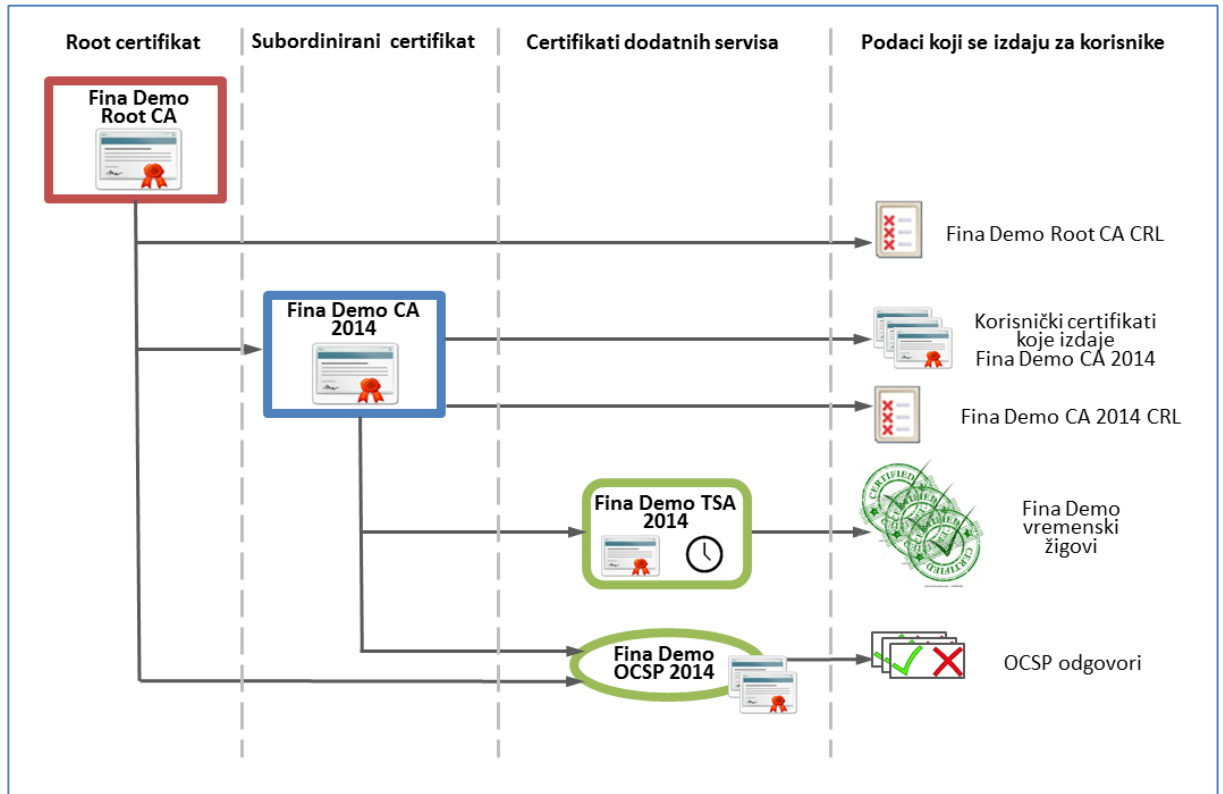 Root certifikat
Subordinirani certifikat
Certifikati dodatnih servisa
Podaci koji se izdaju za korisnike
Fina Demo
Root CA
Fina Demo Root CA CRL
Fina Demo CA
2014
Korisnički certifikati
koje izdaje
Fina Demo CA 2014
Fina Demo CA 2014 CRL
Fina Demo TSA
2014
CERTIFIED
CERTIFIED
Fina Demo
vremenski
žigovi
Fina Demo
OCSP 2014
OCSP odgovori